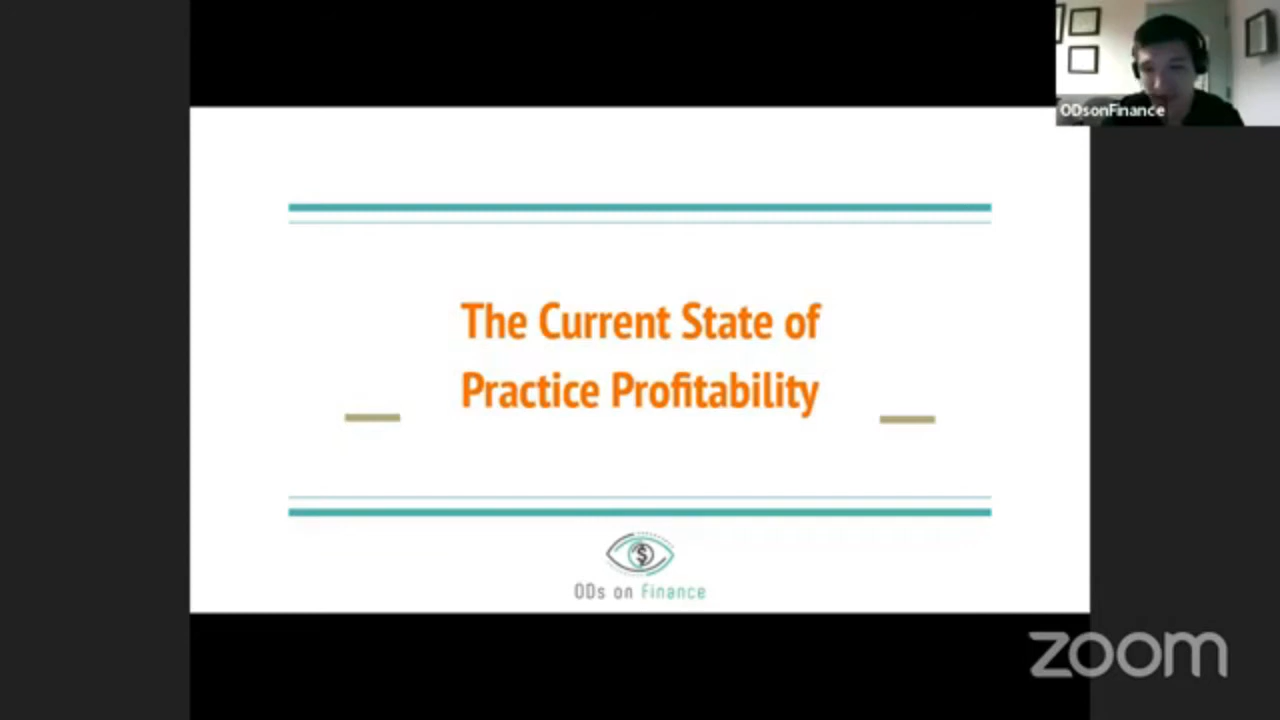 ODsonFinance
The Current State of
Practice Profitability
$
ODs on Finance
zoom